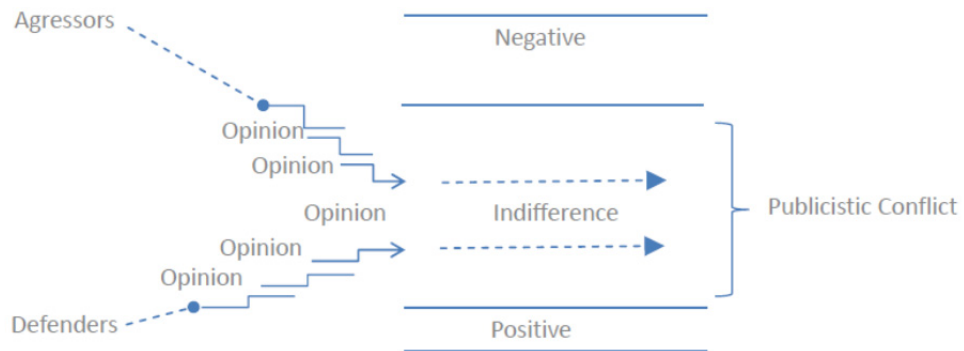 Agressors
Negative
Opinion
Opinion
Opinion
Indifference
Publicistic Conflict
Opinion
Opinion
Defenders
Positive